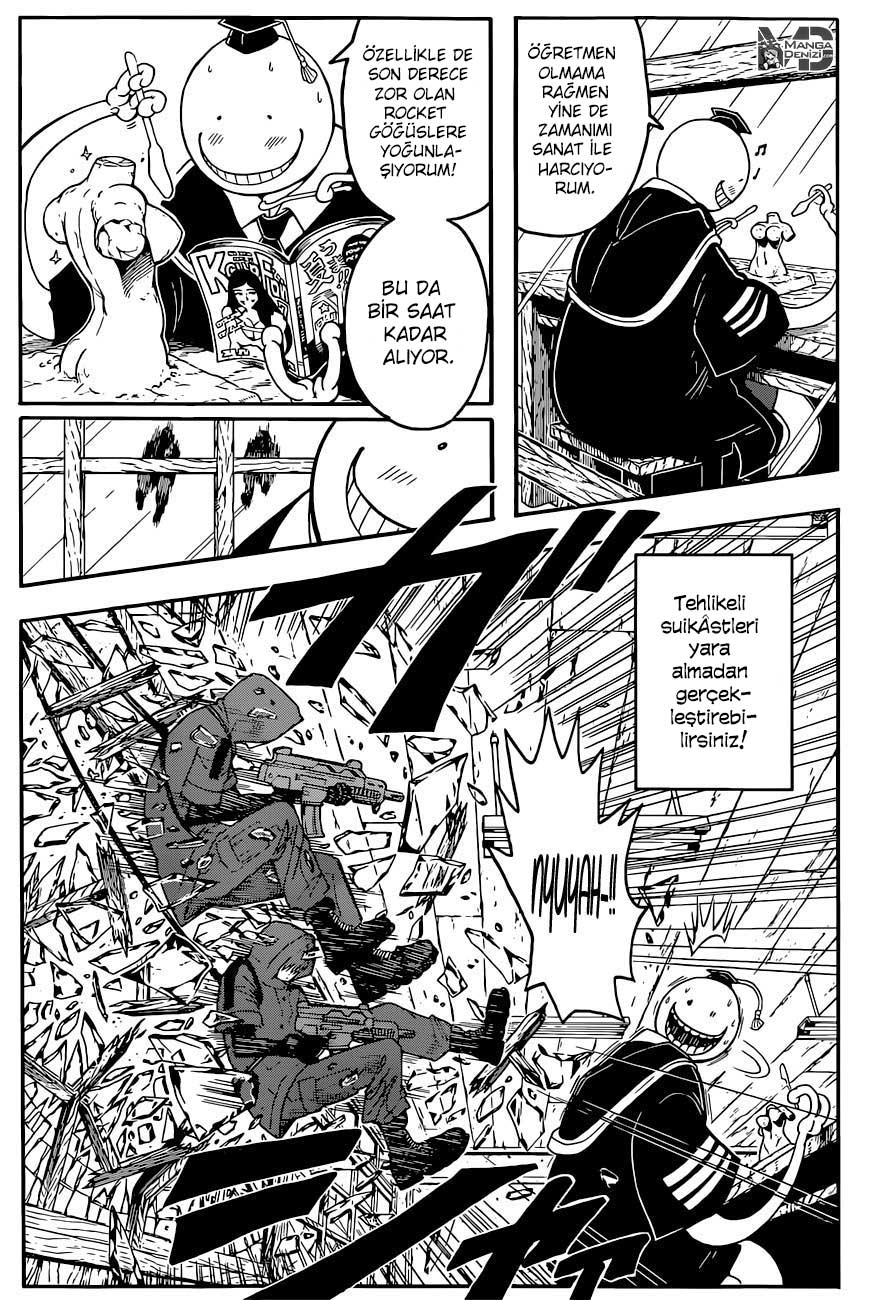 MANGA
DENİZİ
ÖĞRETMEN
OLMAMA
RAĞMEN
YİNE DE
ZAMANIMI
SANAT İLE
HARCIYO-
RUM.
ÖZELLİKLE DE
SON DERECE
ZOR OLAN
ROCKET
GÖĞÜSLERE
YOĞUNLA-
ŞIYORUM!
BU DA
BİR SAAT
KADAR
ALIYOR.
ガガ
Tehlikeli
suikÂstleri
yara
almadan
gerçek-
leştirebi-
lirsiniz!
NYUYAH-!!